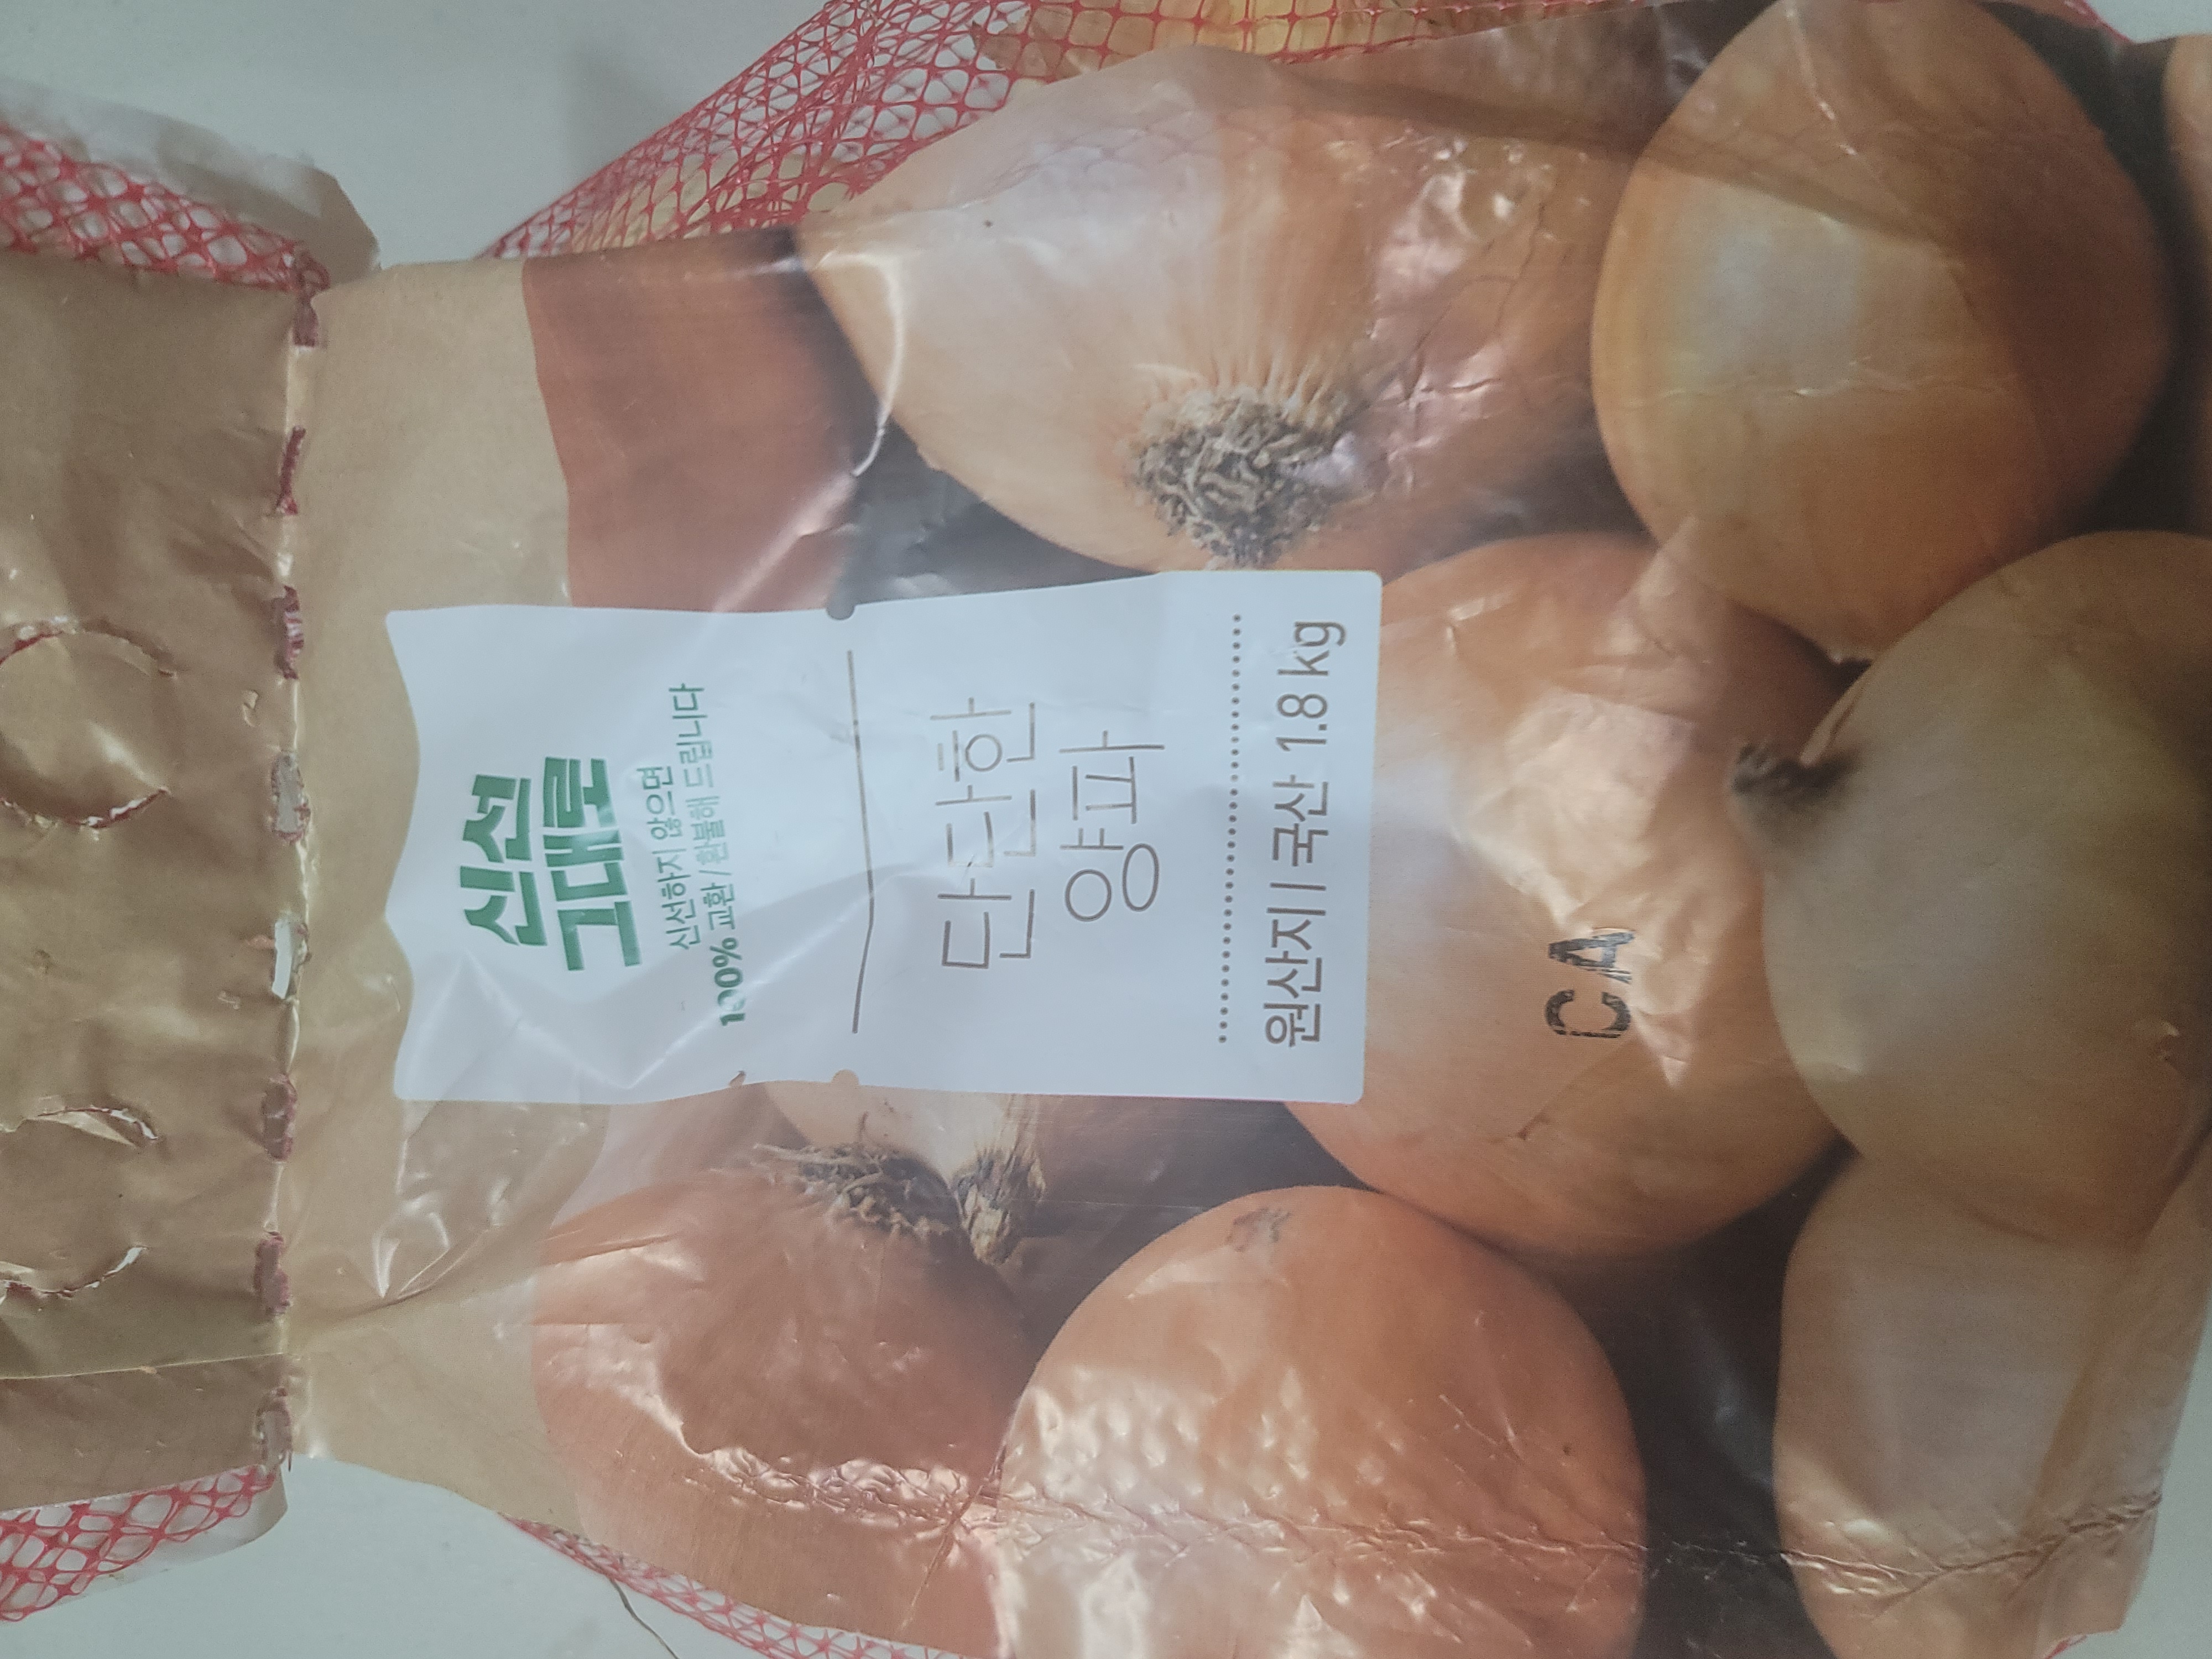 신선
그대로
신선하지 않으면
100% 교환 / 환불해 드립니다
단단한
양파
원산지 | 국산 1.8 kg
CA